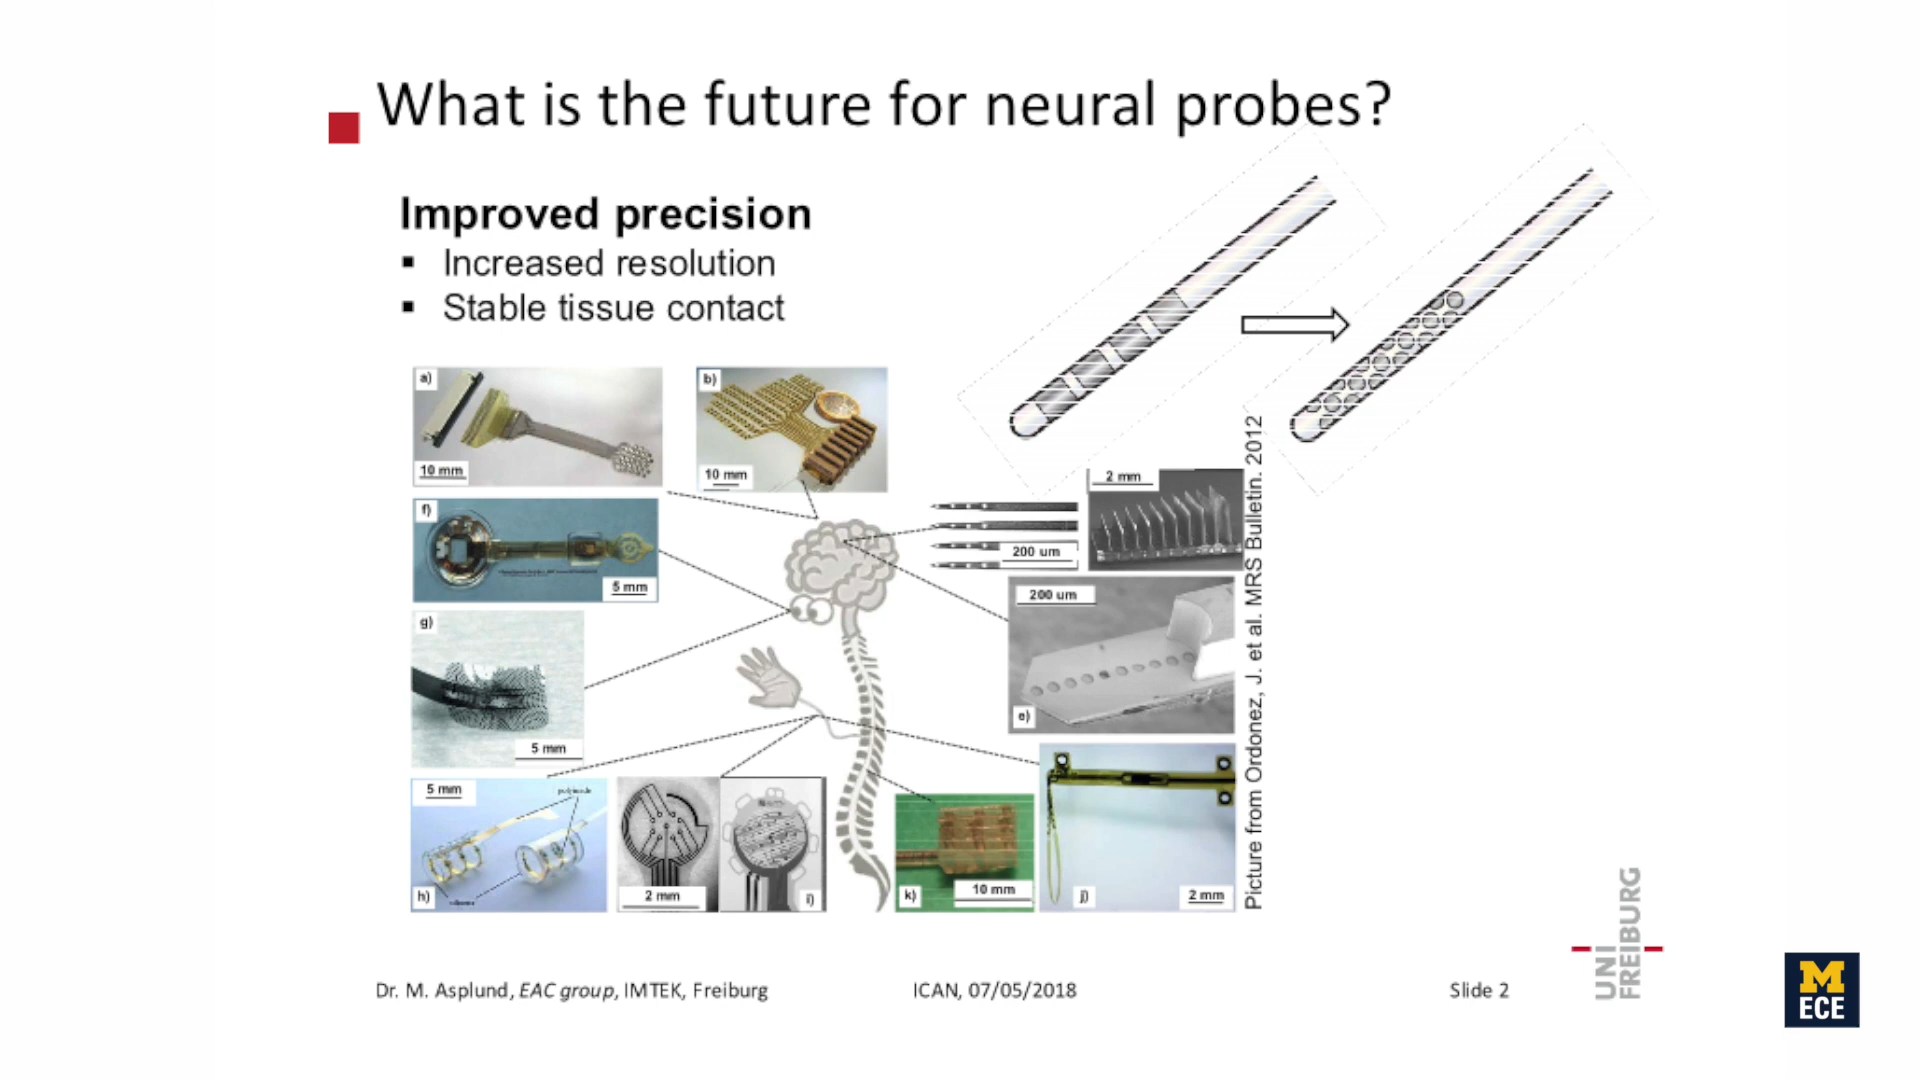 What is the future for neural probes?
Improved precision
▪ Increased resolution
▪ Stable tissue contact
a)
10 mm
b)
10 mm
f)
5 mm
200 um
2 mm
200 um
e)
g)
5 mm
5 mm
polyimide
h)
2 mm
i)
k)
10 mm
j)
2 mm
Picture from Ordonez, J. et al. MRS Bulletin. 2012
UNI
FREIBURG
Dr. M. Asplund, EAC group, IMTEK, Freiburg
ICAN, 07/05/2018
Slide 2
M
ECE